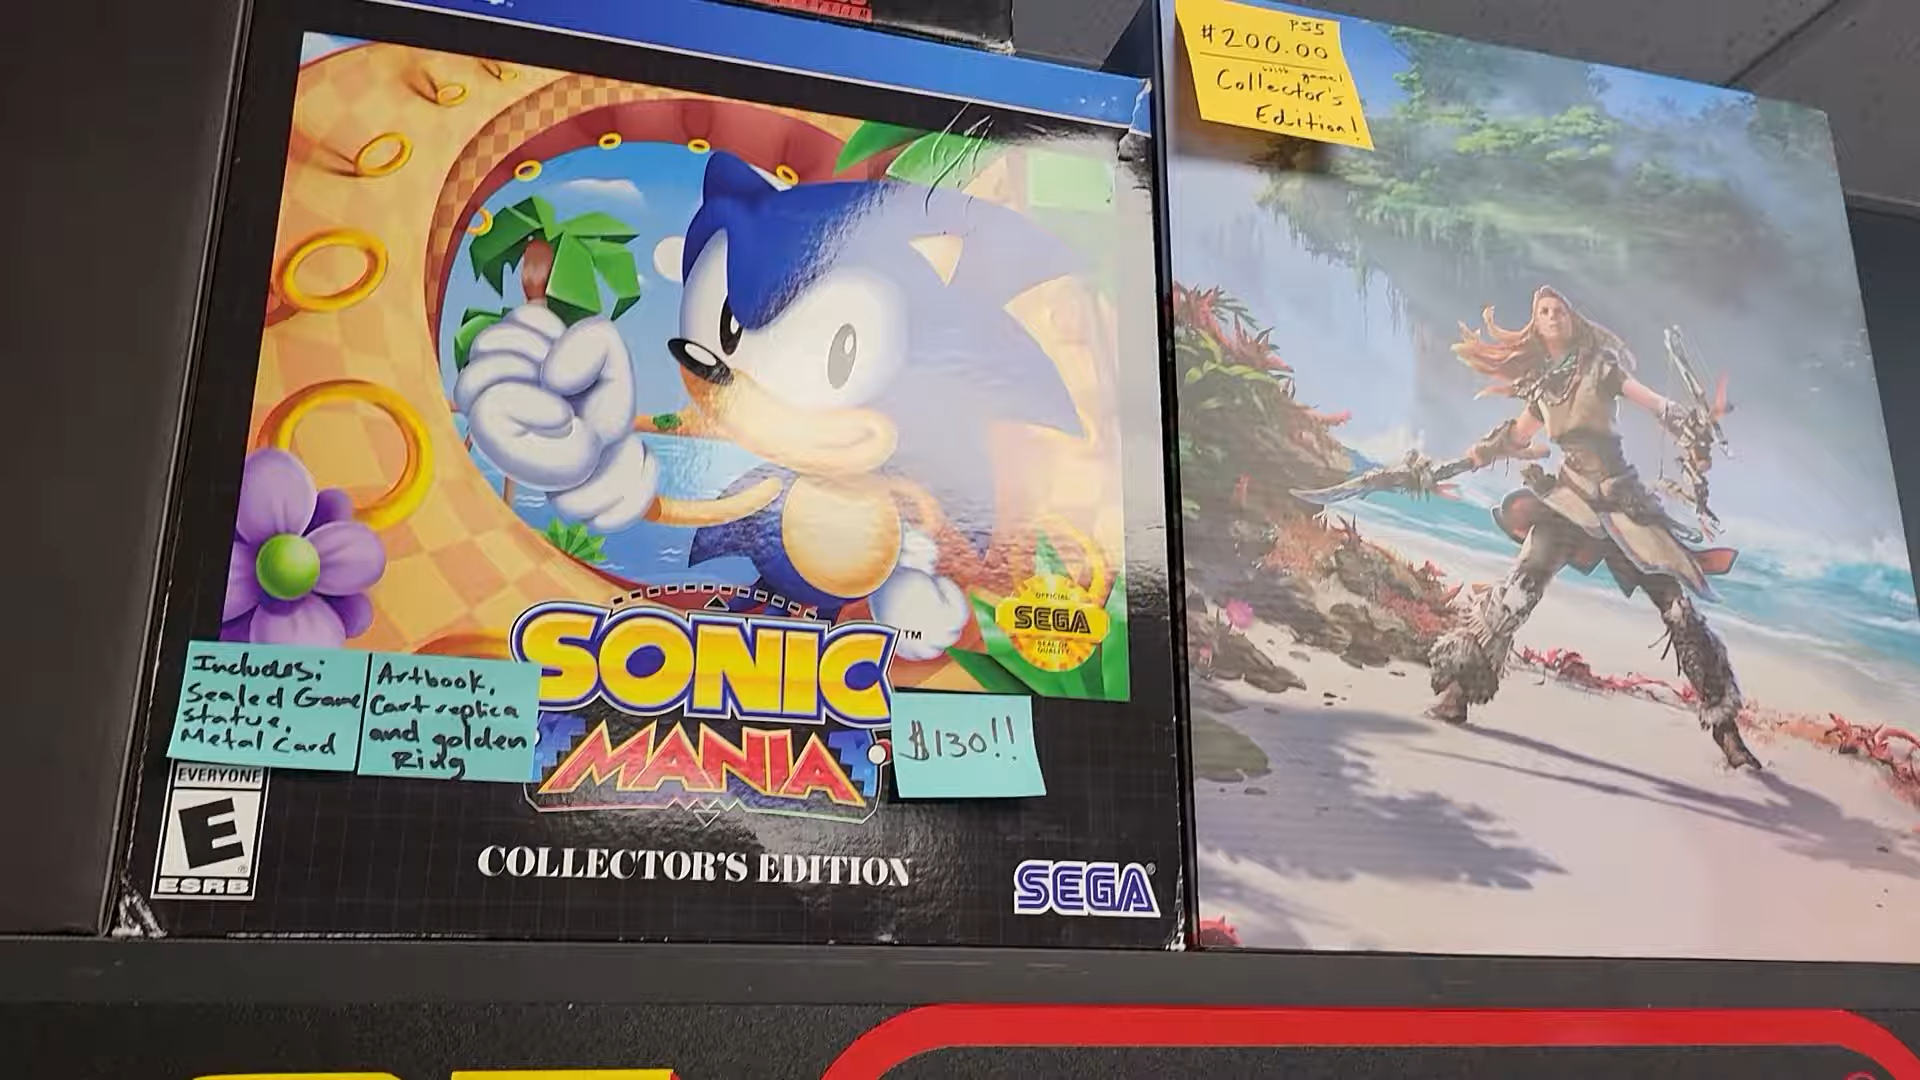 PS5
$200.00
with game!
Collector's
Edition!
OFFICIAL
SEGA
SEAL OF
QUALITY
SONIC
TM
MANIA
Includes:
Sealed Game
statue,
Metal Card
Artbook,
Cart replica
and golden
Ring
$130!!
EVERYONE
E
ESRB
COLLECTOR'S EDITION
SEGA